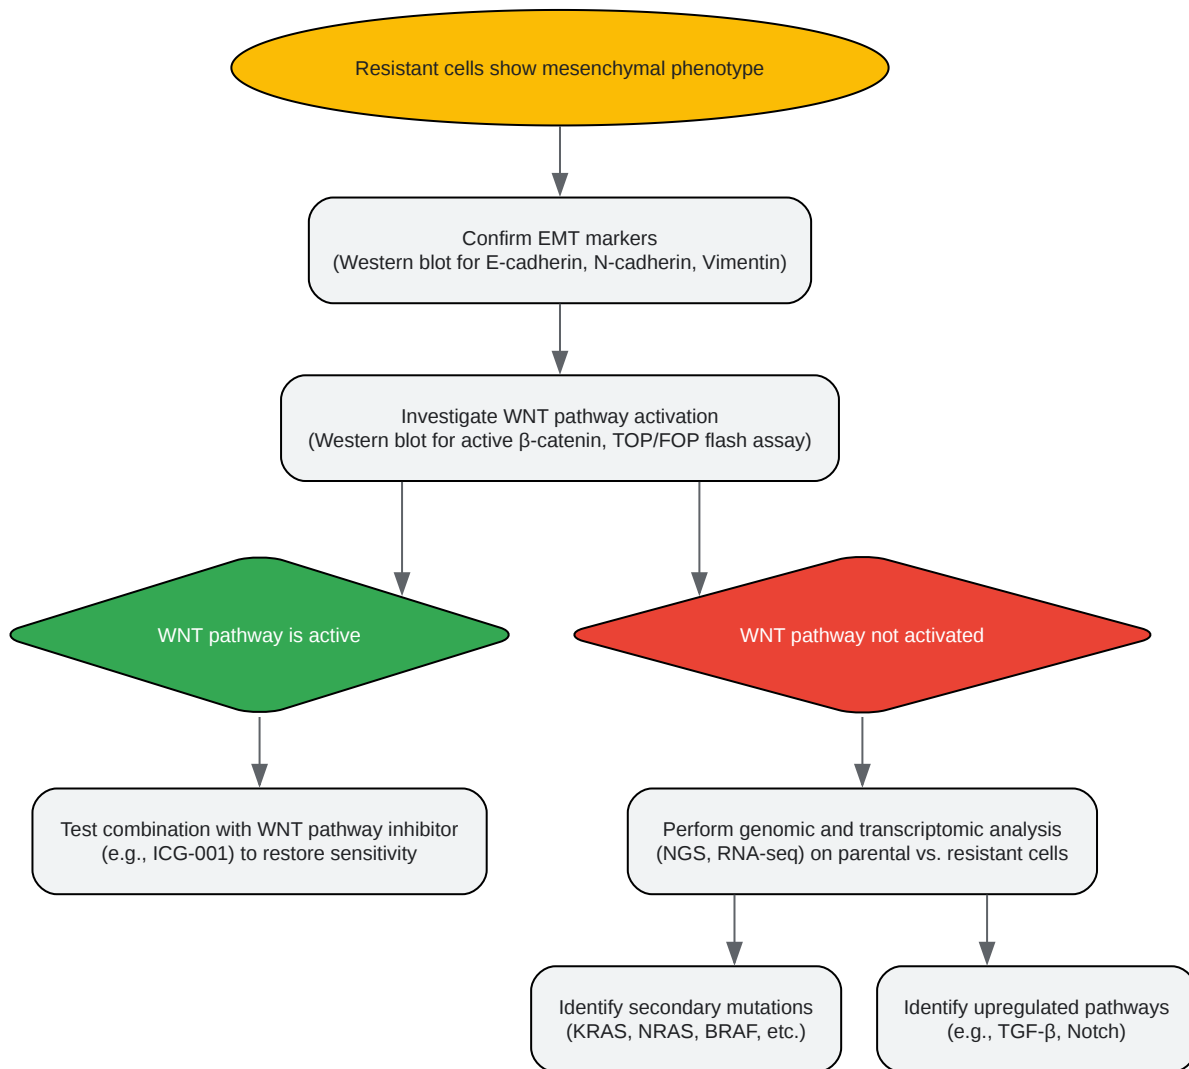 Resistant cells show mesenchymal phenotype
Confirm EMT markers
(Western blot for E-cadherin, N-cadherin, Vimentin)
Investigate WNT pathway activation
(Western blot for active β-catenin, TOP/FOP flash assay)
WNT pathway is active
WNT pathway not activated
Test combination with WNT pathway inhibitor
(e.g., ICG-001) to restore sensitivity
Perform genomic and transcriptomic analysis
(NGS, RNA-seq) on parental vs. resistant cells
Identify secondary mutations
(KRAS, NRAS, BRAF, etc.)
Identify upregulated pathways
(e.g., TGF-β, Notch)